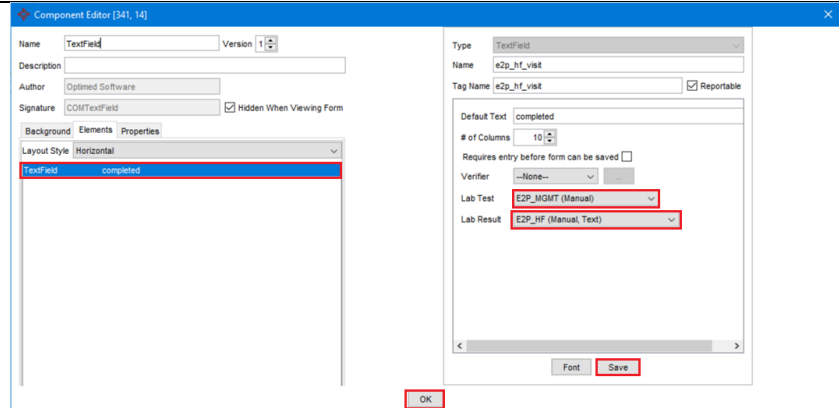 Component Editor [341, 14]
Name TextField Version 1
Description
Author Optimed Software
Signature COMTextField Hidden When Viewing Form
Background Elements Properties
Layout Style Horizontal
TextField completed
Type TextField
Name e2p_hf_visit
Tag Name e2p_hf_visit Reportable
Default Text completed
# of Columns 10
Requires entry before form can be saved
Verifier --None-- ...
Lab Test E2P_MGMT (Manual)
Lab Result E2P_HF (Manual, Text)
Font Save
OK